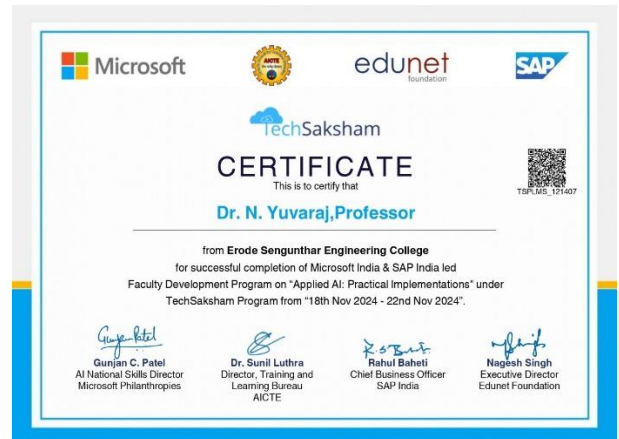 Microsoft
AICTE
edunet
foundation
SAP
TechSaksham
CERTIFICATE
This is to certify that
TSPLMS_121407
Dr. N. Yuvaraj,Professor
from Erode Sengunthar Engineering College
for successful completion of Microsoft India & SAP India led
Faculty Development Program on “Applied AI: Practical Implementations” under
TechSaksham Program from “18th Nov 2024 - 22nd Nov 2024”.
Gunjan Patel
Gunjan C. Patel
AI National Skills Director
Microsoft Philanthropies
Dr. Sunil Luthra
Director, Training and
Learning Bureau
AICTE
Rahul Baheti
Chief Business Officer
SAP India
Nagesh Singh
Executive Director
Edunet Foundation